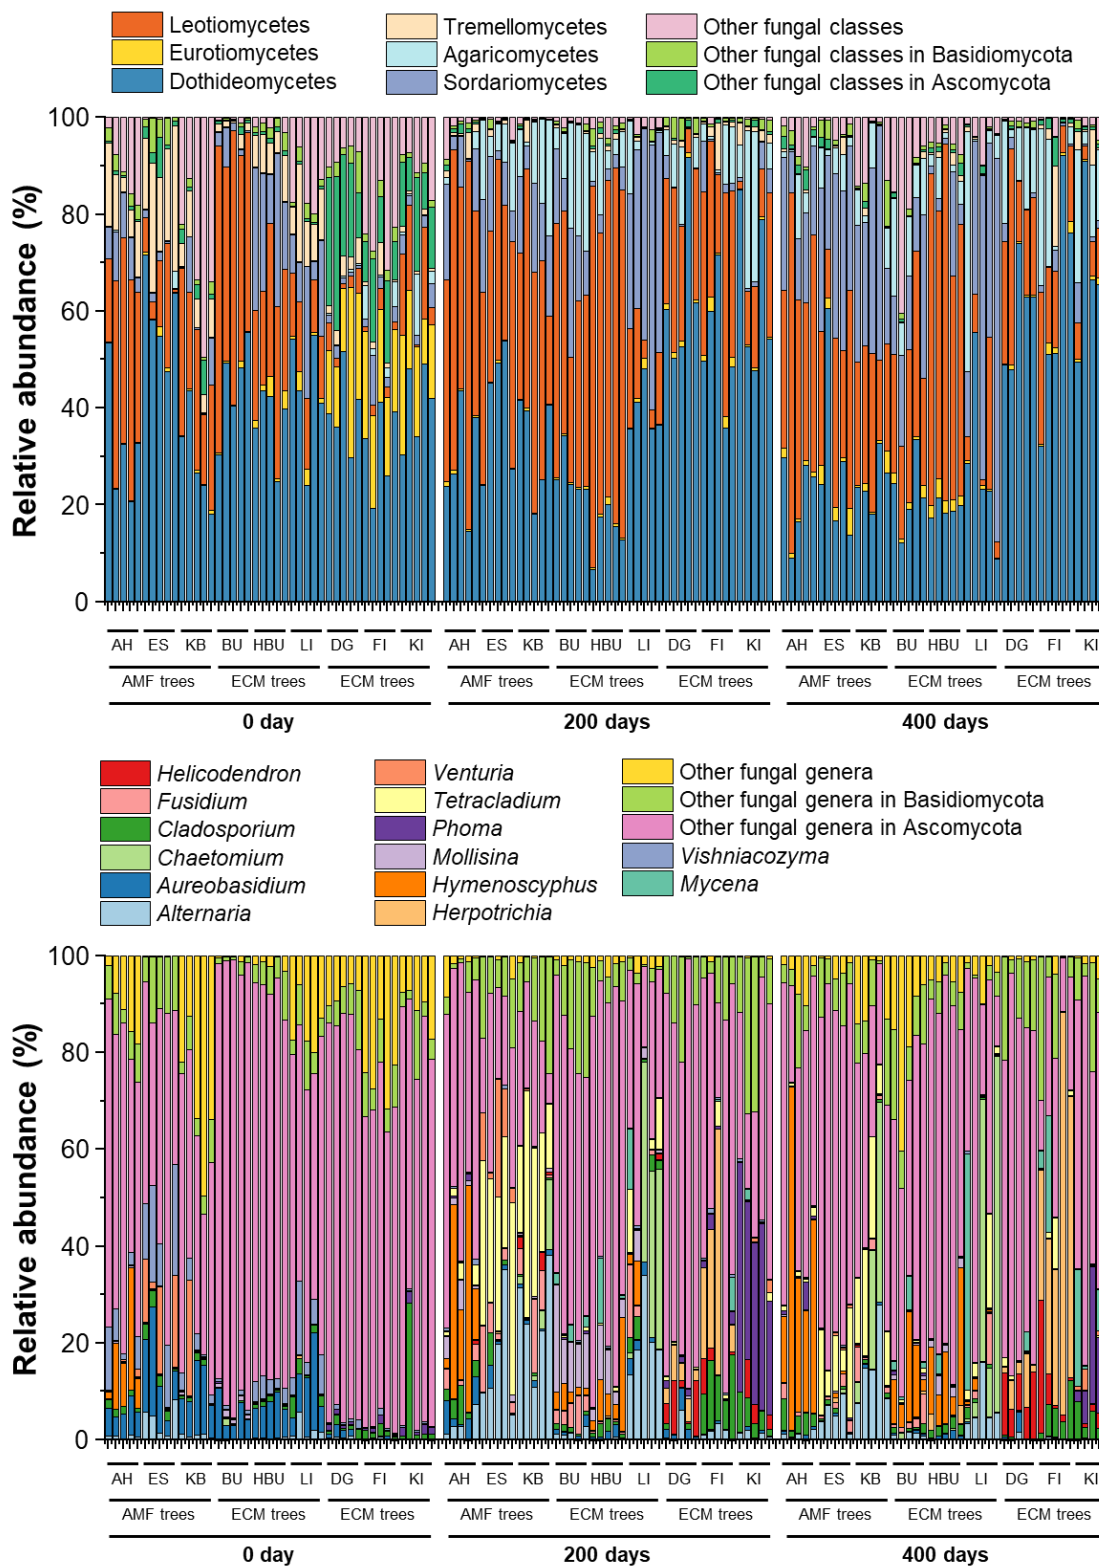 Leotiomycetes Tremellomycetes Other fungal classes
Eurotiomycetes Agaricomycetes Other fungal classes in Basidiomycota
Dothideomycetes Sordariomycetes Other fungal classes in Ascomycota
Relative abundance (%)
100
80
60
40
20
0
AH ES KB BU HBU LI DG FI KI AH ES KB BU HBU LI DG FI KI AH ES KB BU HBU LI DG FI KI
AMF trees ECM trees ECM trees AMF trees ECM trees ECM trees AMF trees ECM trees ECM trees
0 day 200 days 400 days
Helicodendron Venturia Other fungal genera
Fusidium Tetracladium Other fungal genera in Basidiomycota
Cladosporium Phoma Other fungal genera in Ascomycota
Chaetomium Mollisina Vishniacozyma
Aureobasidium Hymenoscyphus Mycena
Alternaria Herpotrichia
Relative abundance (%)
100
80
60
40
20
0
AH ES KB BU HBU LI DG FI KI AH ES KB BU HBU LI DG FI KI AH ES KB BU HBU LI DG FI KI
AMF trees ECM trees ECM trees AMF trees ECM trees ECM trees AMF trees ECM trees ECM trees
0 day 200 days 400 days